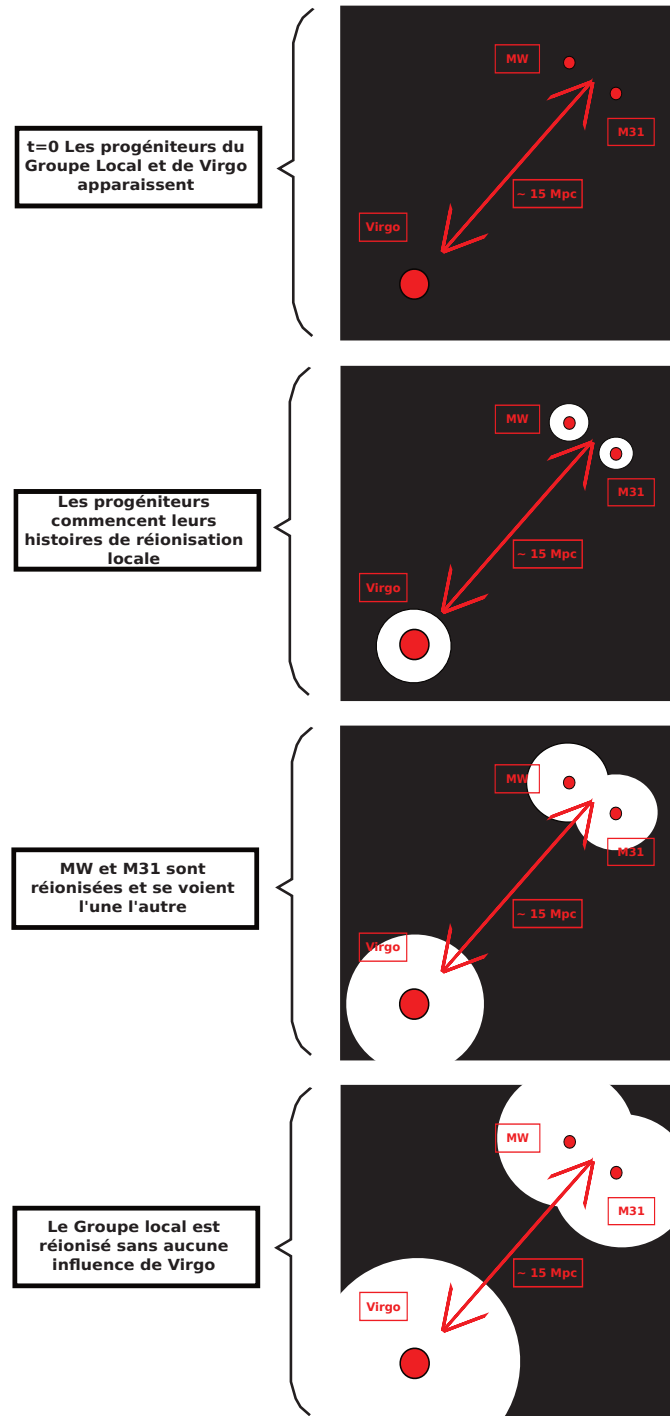 t=0 Les progéniteurs du
Groupe Local et de Virgo
apparaissent
MW
M31
~ 15 Mpc
Virgo
Les progéniteurs
commencent leurs
histoires de réionisation
locale
MW
M31
~ 15 Mpc
Virgo
MW et M31 sont
réionisées et se voient
l'une l'autre
MW
M31
~ 15 Mpc
Virgo
Le Groupe local est
réionisé sans aucune
influence de Virgo
MW
M31
~ 15 Mpc
Virgo